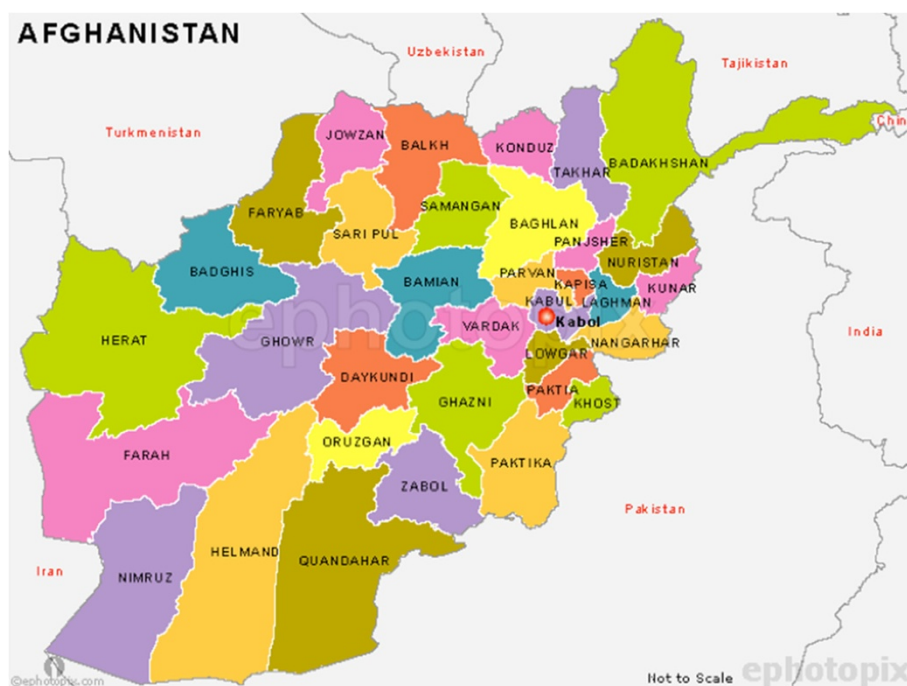 AFGHANISTAN
Uzbekistan
Tajikistan
Chin
Turkmenistan
JOWZAN
BALKH
KONDUZ
TAKHAR
BADAKHSHAN
FARYAB
SAMANGAN
BAGHLAN
SARI PUL
PANJSHER
NURISTAN
BADGHIS
BAMIAN
PARVAN
KAPISA
KUNAR
KABUL
LAGHMAN
ephotopix
Kabol
India
HERAT
GHOWR
VARDAK
NANGARHAR
LOWGAR
DAYKUNDI
PAKTIA
GHAZNI
KHOST
ORUZGAN
FARAH
PAKTIKA
ZABOL
Pakistan
HELMAND
QUANDAHAR
Iran
NIMRUZ
©ephotopix.com
Not to Scale
ephotopix